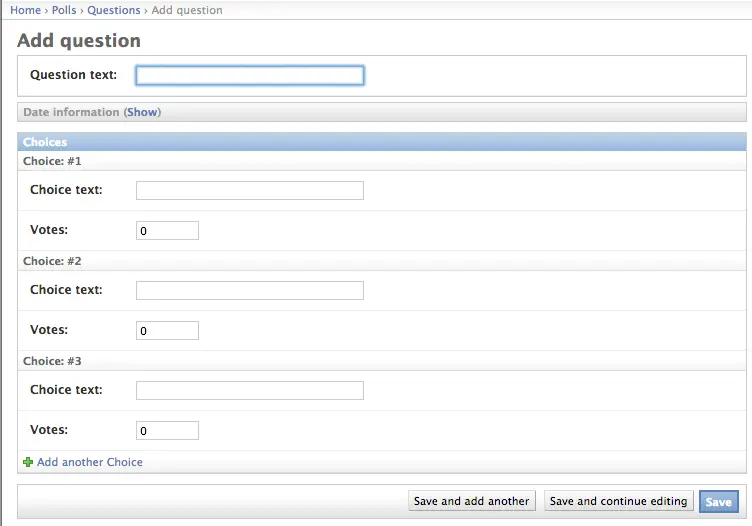 Home › Polls › Questions › Add question
Add question
Question text:
Date information (Show)
Choices
Choice: #1
Choice text:
Votes: 0
Choice: #2
Choice text:
Votes: 0
Choice: #3
Choice text:
Votes: 0
Add another Choice
Save and add another Save and continue editing Save